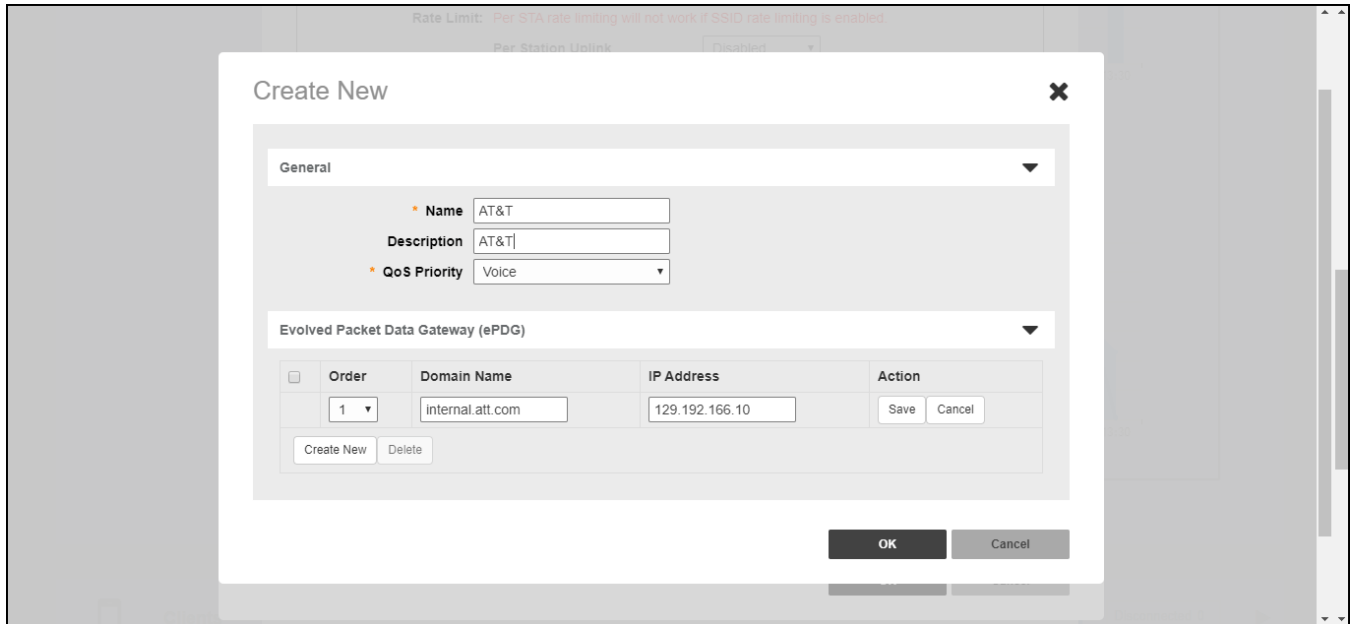 Rate Limit: Per STA rate limiting will not work if SSID rate limiting is enabled.
Per Station Uplink Disabled
Create New
General
* Name AT&T
Description AT&T
* QoS Priority Voice
Evolved Packet Data Gateway (ePDG)
Order Domain Name IP Address Action
1 internal.att.com 129.192.166.10 Save Cancel
Create New Delete
OK Cancel